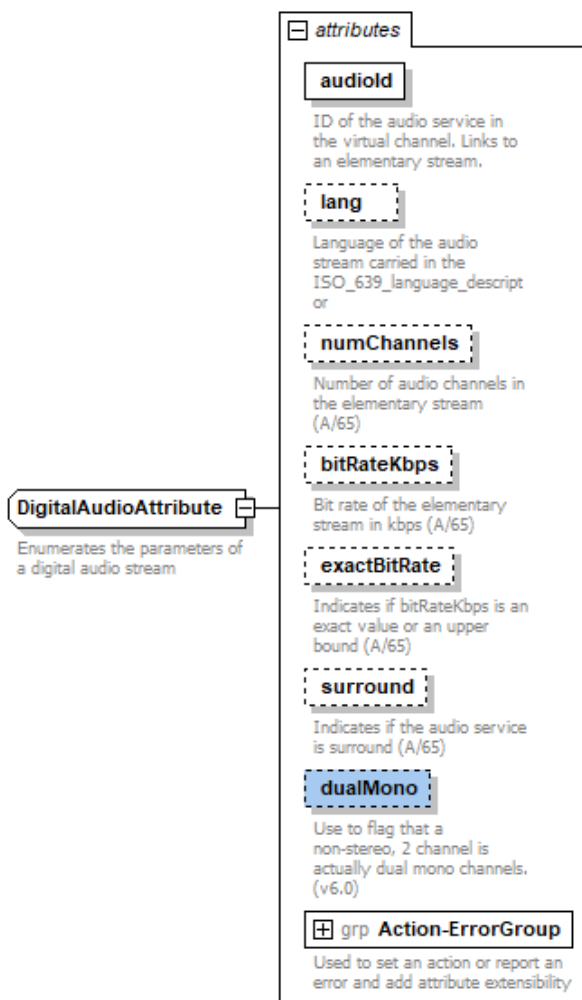 attributes
audioId
ID of the audio service in
the virtual channel. Links to
an elementary stream.
lang
Language of the audio
stream carried in the
ISO_639_language_descript
or
numChannels
Number of audio channels in
the elementary stream
(A/65)
bitRateKbps
Bit rate of the elementary
stream in kbps (A/65)
DigitalAudioAttribute
Enumerates the parameters of
a digital audio stream
exactBitRate
Indicates if bitRateKbps is an
exact value or an upper
bound (A/65)
surround
Indicates if the audio service
is surround (A/65)
dualMono
Use to flag that a
non-stereo, 2 channel is
actually dual mono channels.
(v6.0)
grp Action-ErrorGroup
Used to set an action or report an
error and add attribute extensibility